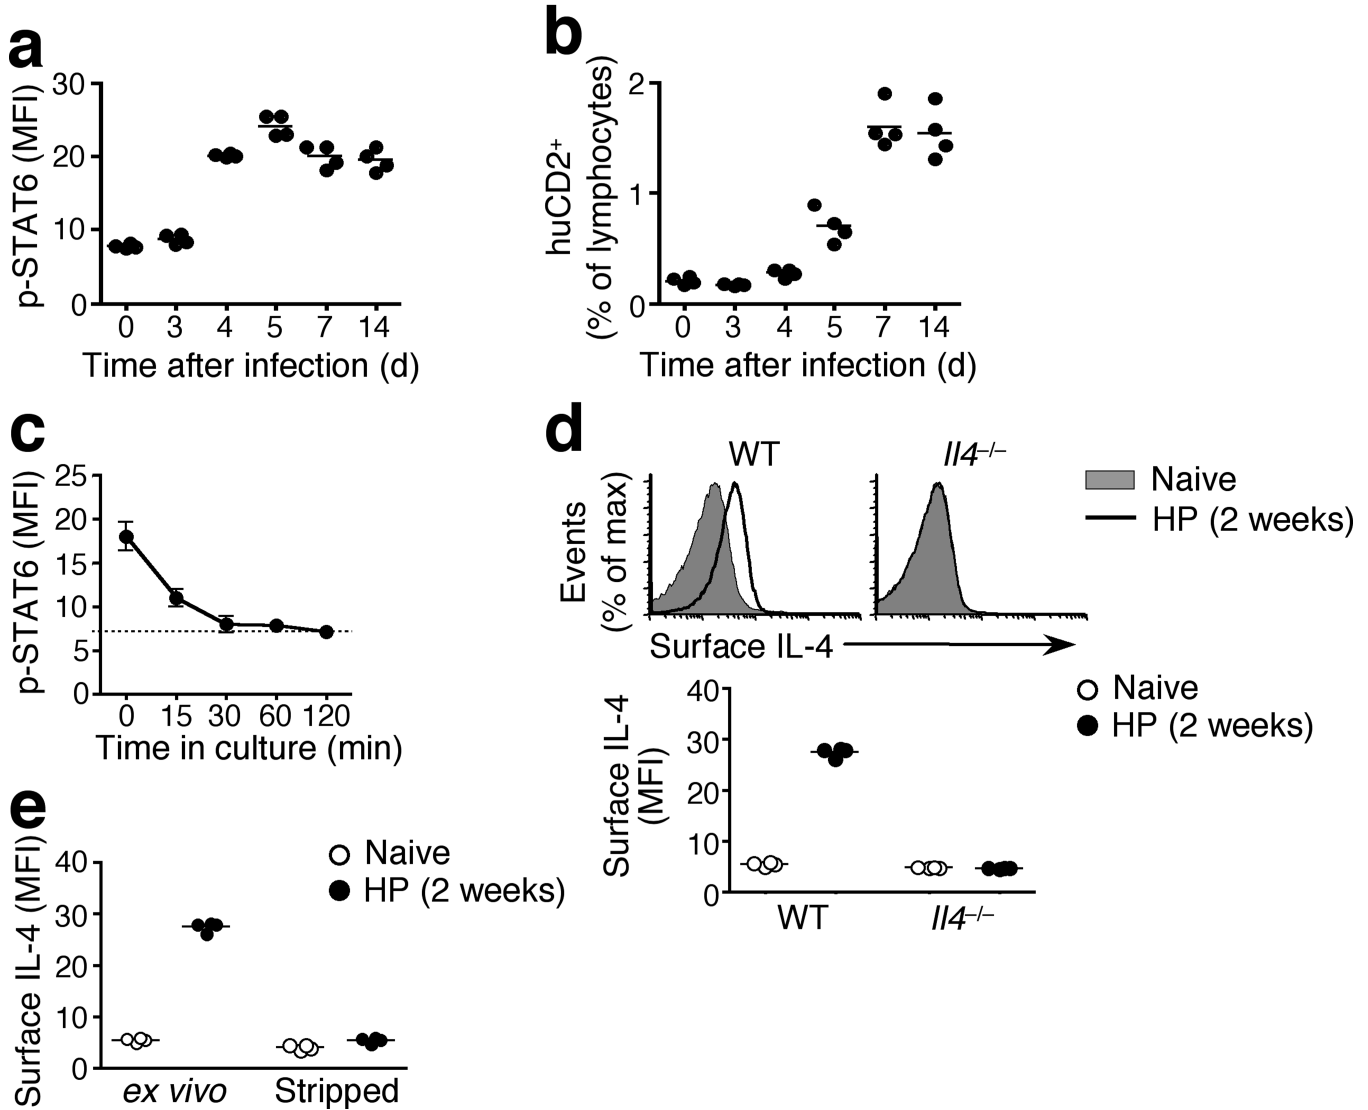 a
p-STAT6 (MFI)
30
20
10
0
0 3 4 5 7 14
Time after infection (d)
b
huCD2+
(% of lymphocytes)
2
1
0
0 3 4 5 7 14
Time after infection (d)
c
p-STAT6 (MFI)
25
20
15
10
5
0
0 15 30 60 120
Time in culture (min)
d
WT
Il4–/–
Events
(% of max)
Surface IL-4
Naive
HP (2 weeks)
Surface IL-4
(MFI)
40
30
20
10
0
WT Il4–/–
Naive
HP (2 weeks)
e
Surface IL-4 (MFI)
40
30
20
10
0
ex vivo Stripped
Naive
HP (2 weeks)